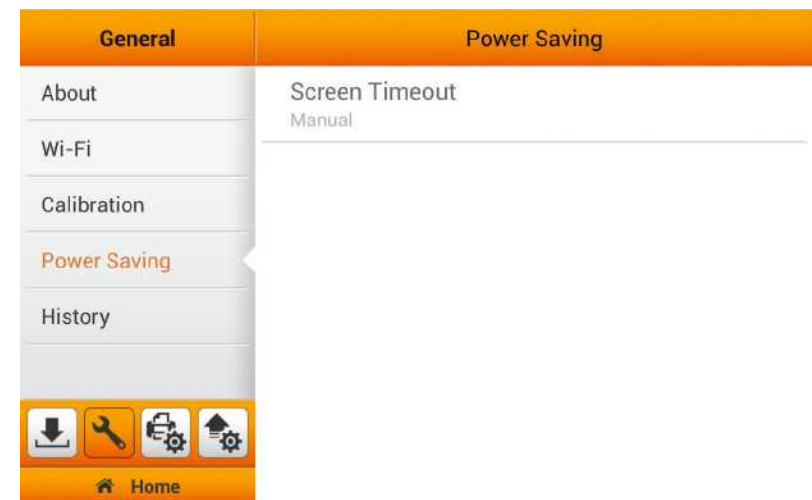 General
About
Wi-Fi
Calibration
Power Saving
History
Home
Power Saving
Screen Timeout
Manual